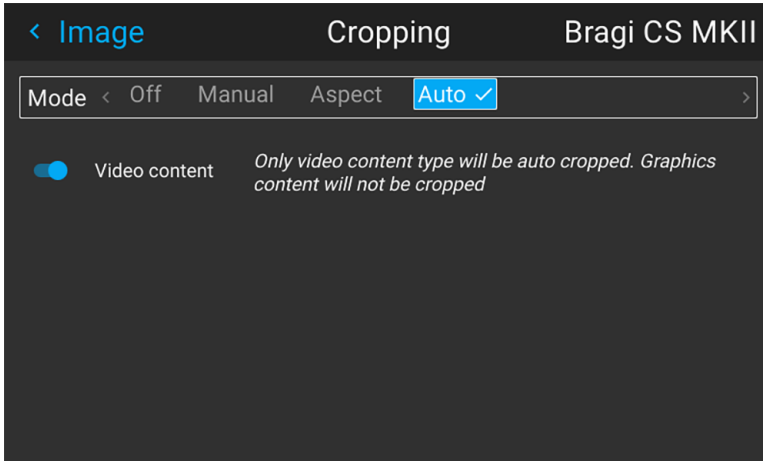 Image Cropping Bragi CS MKII
Mode Off Manual Aspect Auto
Video content Only video content type will be auto cropped. Graphics
content will not be cropped